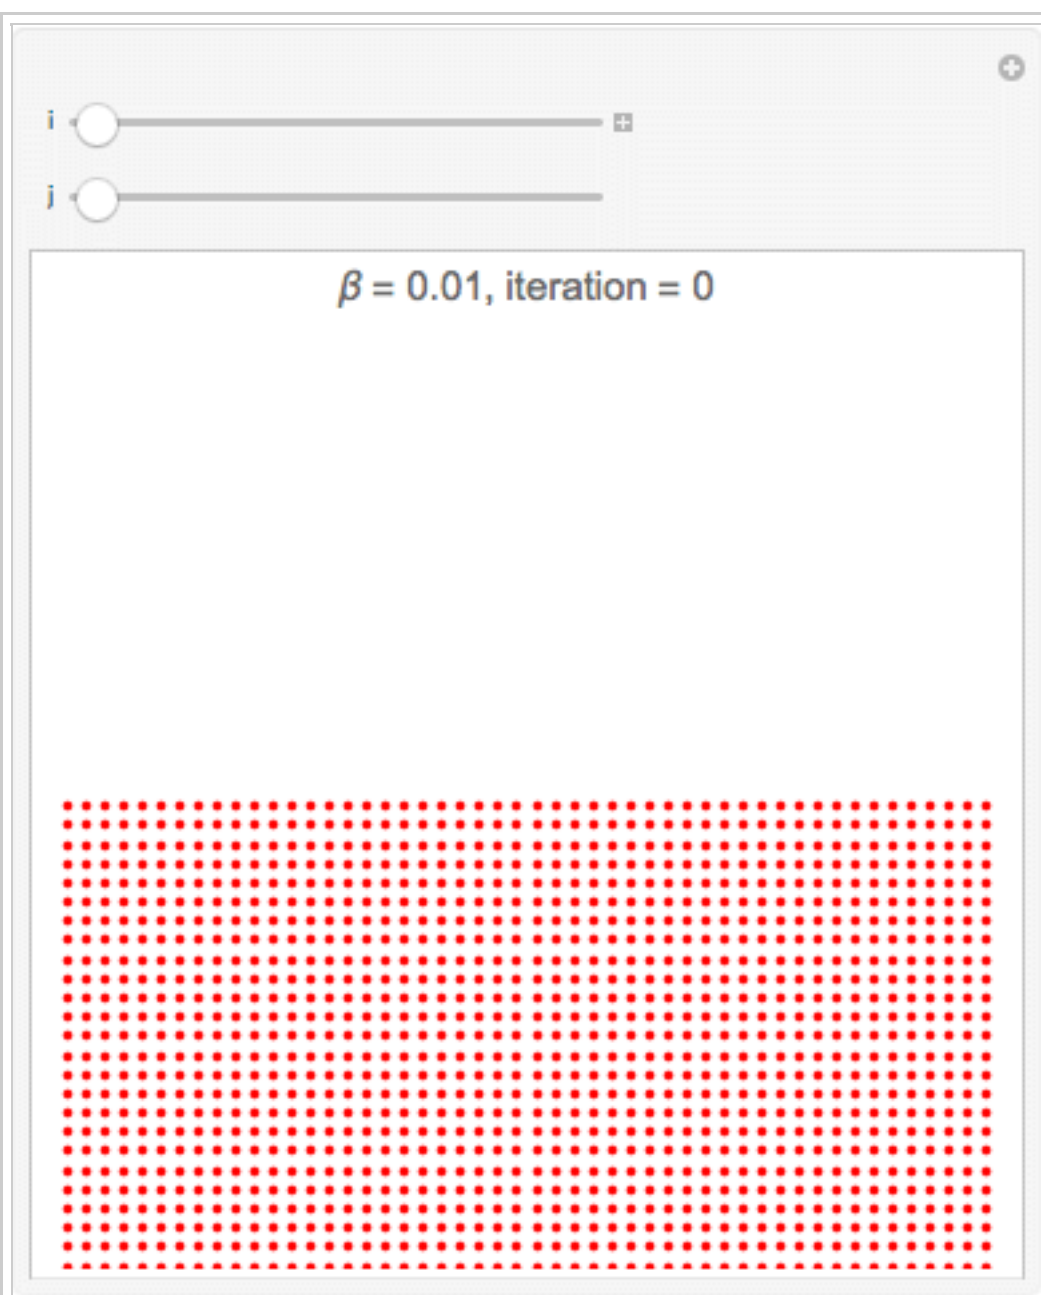 i
j
β = 0.01, iteration = 0